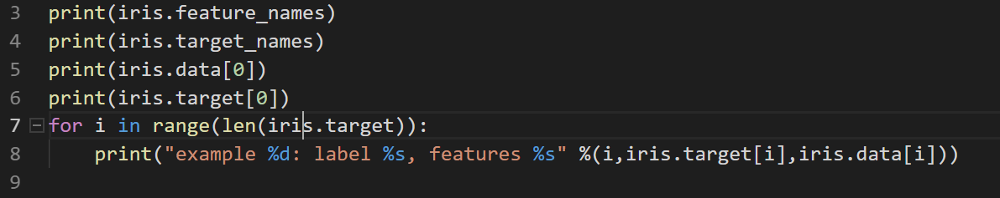 3 print(iris.feature_names)
4 print(iris.target_names)
5 print(iris.data[0])
6 print(iris.target[0])
7 for i in range(len(iris.target)):
8     print("example %d: label %s, features %s" %(i,iris.target[i],iris.data[i]))
9